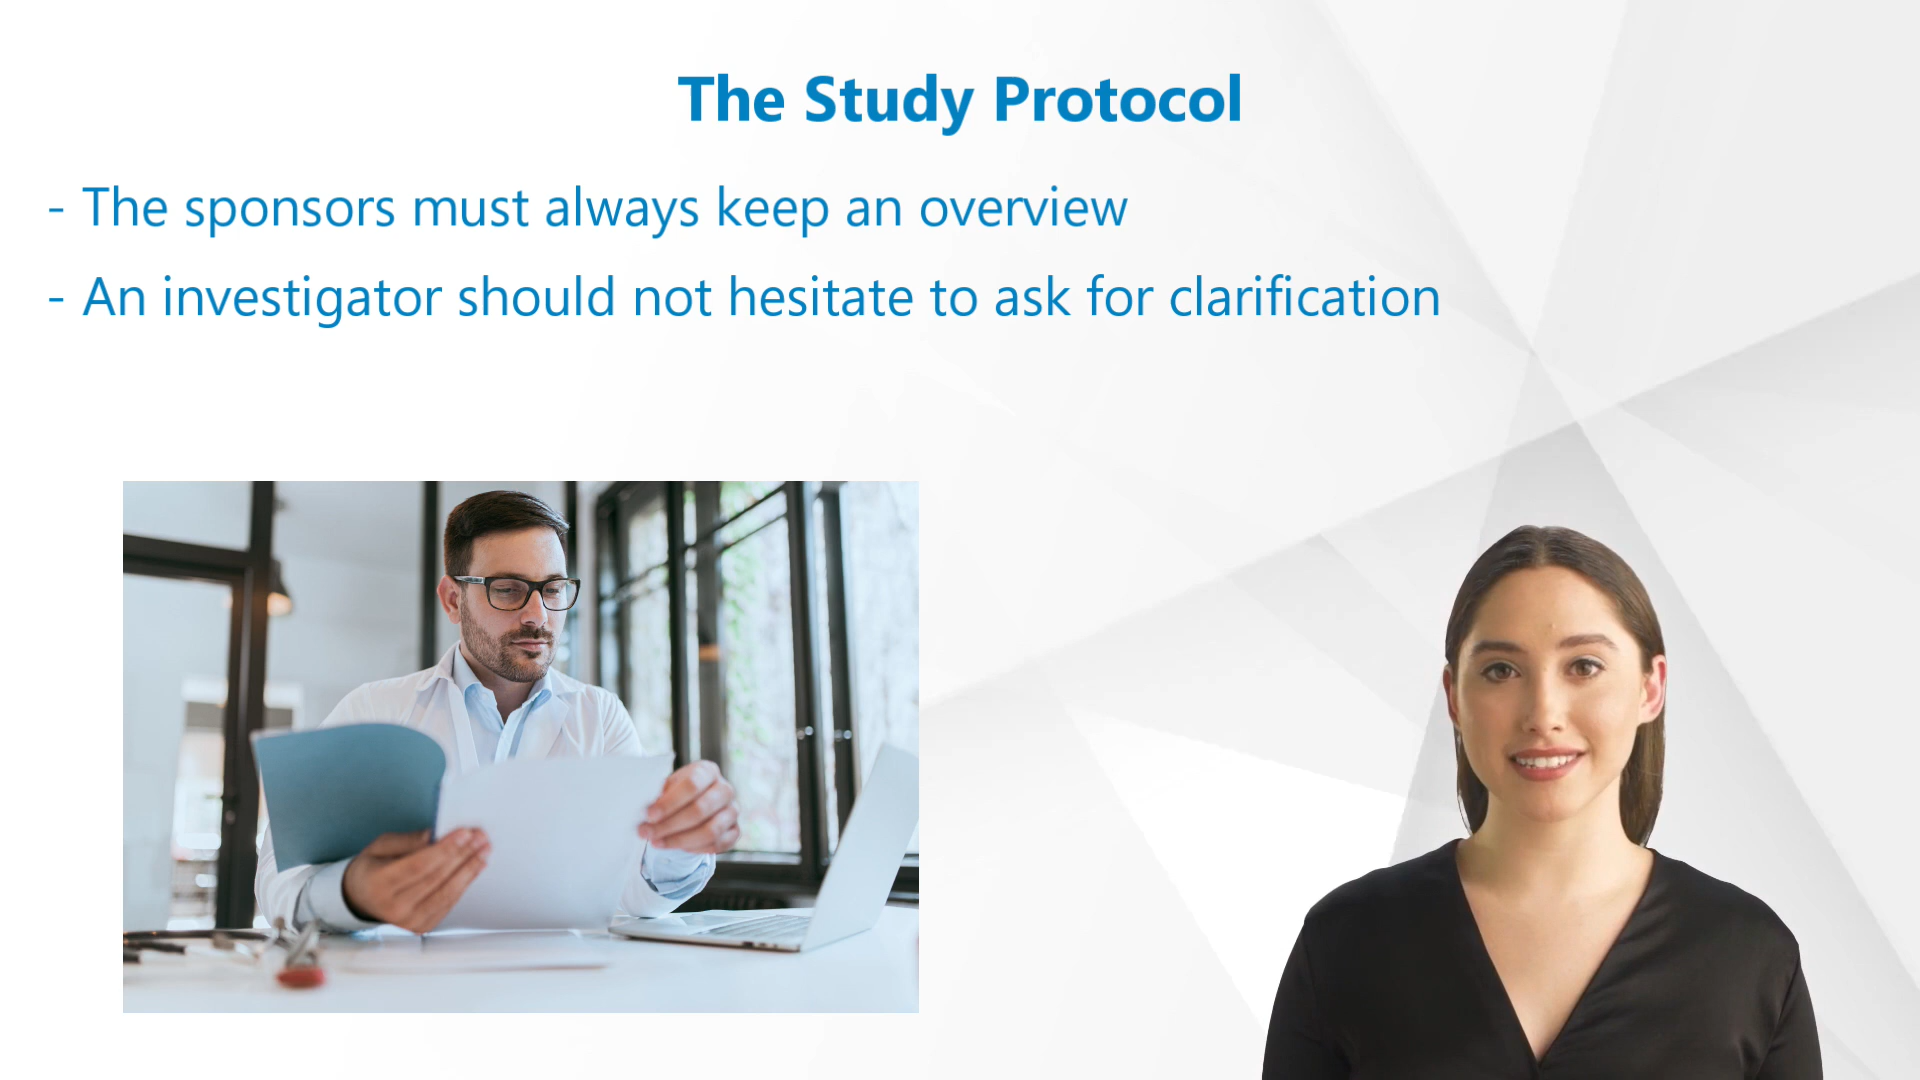 The Study Protocol
- The sponsors must always keep an overview
- An investigator should not hesitate to ask for clarification